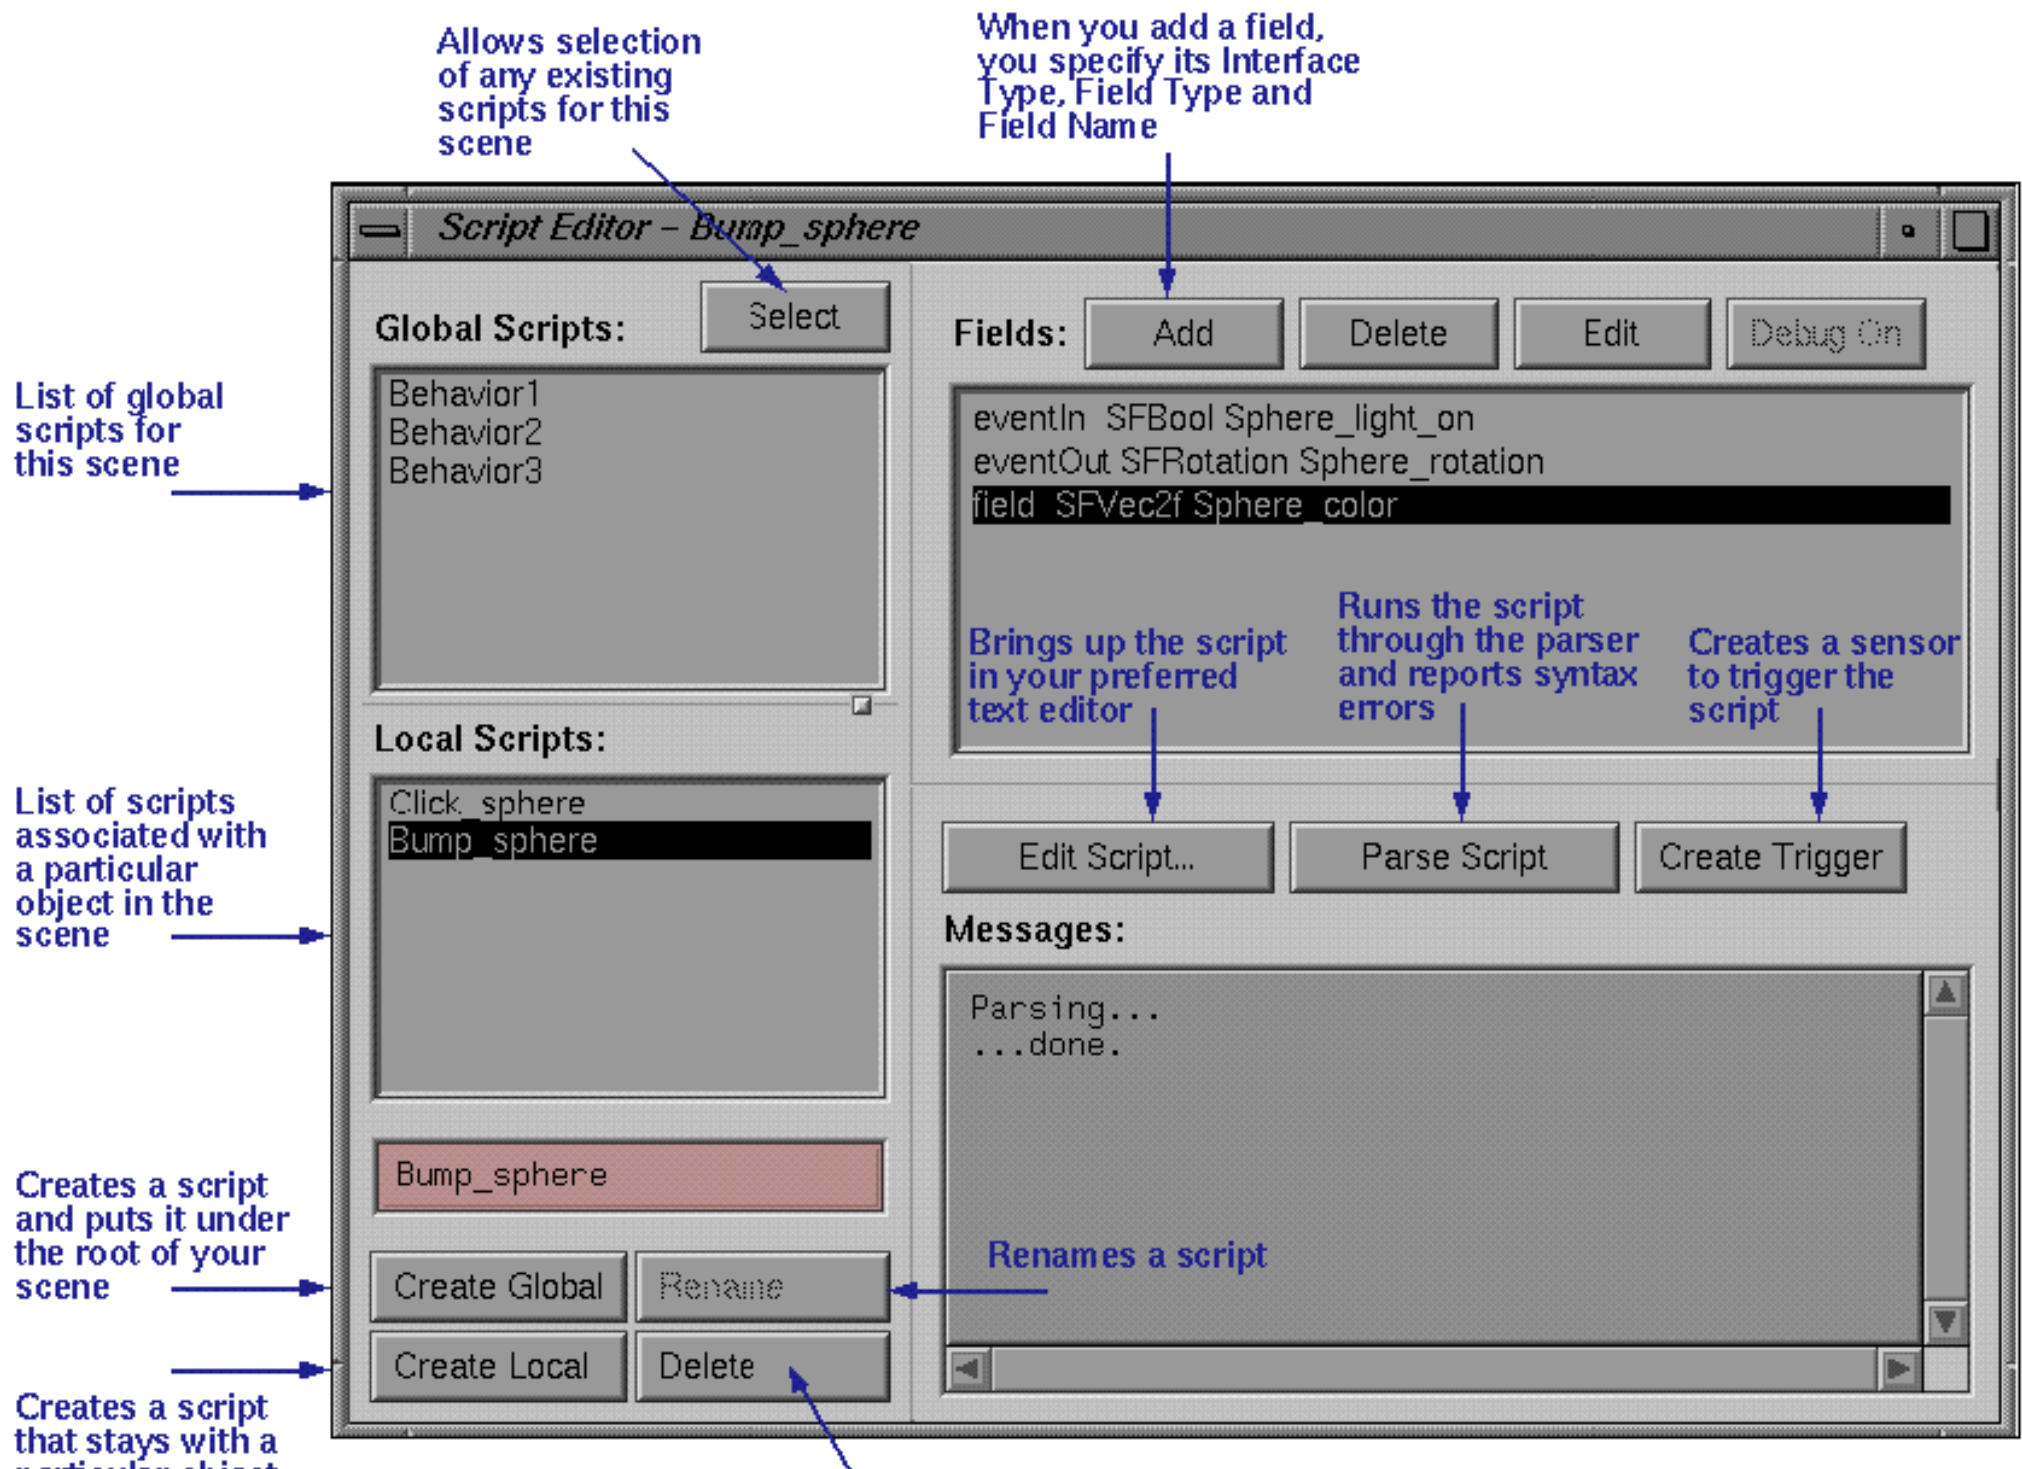 Allows selection
of any existing
scripts for this
scene
When you add a field,
you specify its Interface
Type, Field Type and
Field Name
Script Editor – Bump_sphere
Global Scripts:
Select
Behavior1
Behavior2
Behavior3
List of global
scripts for
this scene
Fields:
Add
Delete
Edit
Debug On
eventIn SFBool Sphere_light_on
eventOut SFRotation Sphere_rotation
field SFVec2f Sphere_color
Brings up the script
in your preferred
text editor
Runs the script
through the parser
and reports syntax
errors
Creates a sensor
to trigger the
script
Local Scripts:
Click_sphere
Bump_sphere
List of scripts
associated with
a particular
object in the
scene
Edit Script...
Parse Script
Create Trigger
Messages:
Parsing...
...done.
Bump_sphere
Creates a script
and puts it under
the root of your
scene
Create Global
Rename
Renames a script
Create Local
Delete
Creates a script
that stays with a
particular object